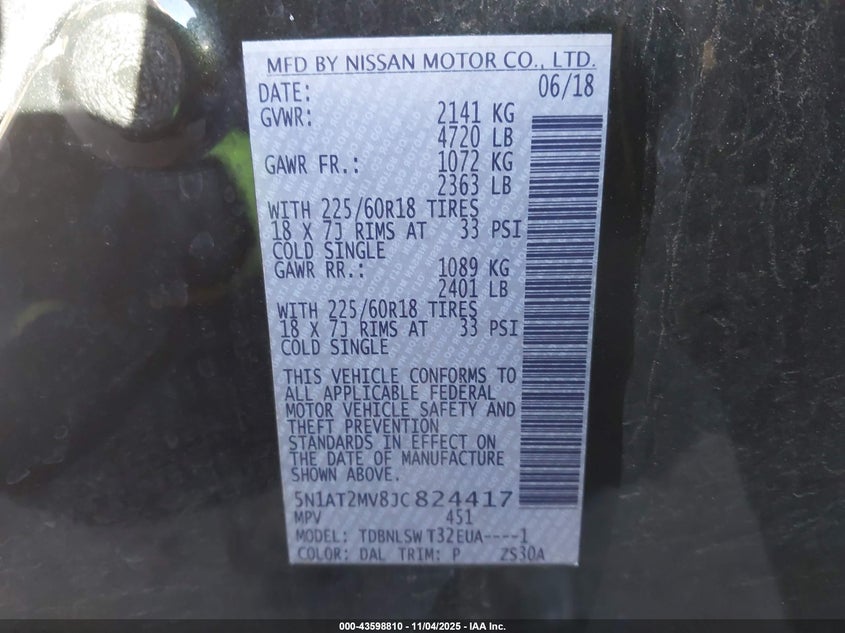 MFD BY NISSAN MOTOR CO., LTD.
DATE: 06/18
GVWR: 2141 KG
4720 LB
GAWR FR.: 1072 KG
2363 LB
WITH 225/60R18 TIRES
18 X 7J RIMS AT 33 PSI
COLD SINGLE
GAWR RR.: 1089 KG
2401 LB
WITH 225/60R18 TIRES
18 X 7J RIMS AT 33 PSI
COLD SINGLE
THIS VEHICLE CONFORMS TO
ALL APPLICABLE FEDERAL
MOTOR VEHICLE SAFETY AND
THEFT PREVENTION
STANDARDS IN EFFECT ON
THE DATE OF MANUFACTURE
SHOWN ABOVE.
5N1AT2MV8JC824417
MPV 451
MODEL: TDBNLSW T32EUA----1
COLOR: DAL TRIM: P ZS30A
000-43598810 - 11/04/2025 - IAA Inc.